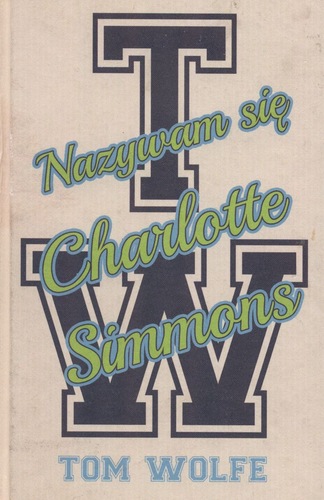 T
Nazywam się
Charlotte
Simmons
W
TOM WOLFE